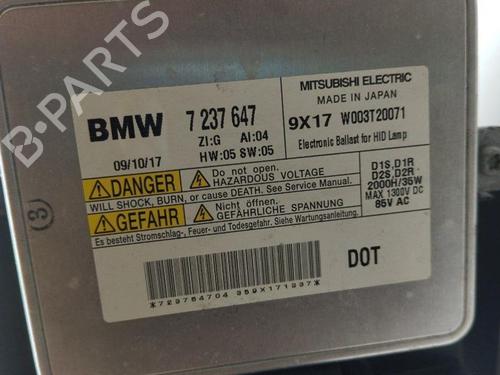 BMW 7 237 647
ZI:G AI:04
HW:05 SW:05
09/10/17
MITSUBISHI ELECTRIC
MADE IN JAPAN
9X17 W003T20071
Electronic Ballast for HID Lamp
DANGER Do not open.
HAZARDOUS VOLTAGE
WILL SHOCK, BURN, or cause DEATH. See Service Manual.
GEFAHR Nicht öffnen.
GEFÄHRLICHE SPANNUNG
Es besteht Stromschlag-, Feuer- und Todesgefahr. Siehe Wartungsanleitung.
D1S,D1R
D2S,D2R
2000H/35W
MAX 1300V DC
85V AC
DOT
*723764704 359X171937*
3
B-PARTS